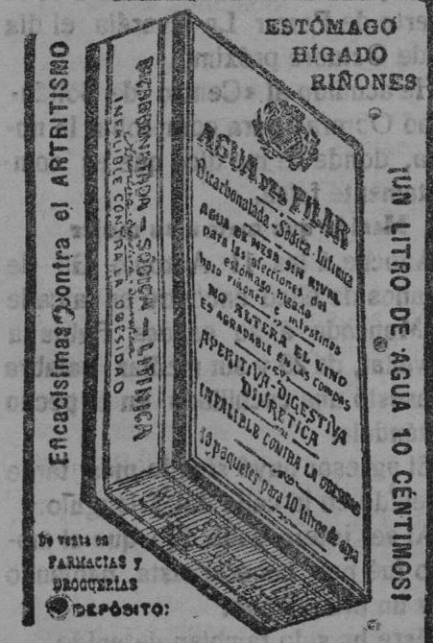 ESTÓMAGO
HÍGADO
RIÑONES
Eficacísimas contra el ARTRITISMO
BICARBONATADA - SÓDICA - LITÍNICA
INFALIBLE CONTRA LA OBESIDAD
AGUA DEL PILAR
Bicarbonatada-Sódica-Litínica
AGUA DE MESA SIN RIVAL
para las afecciones del
estómago, hígado
bazo riñones e intestinos
NO ALTERA EL VINO
ES AGRADABLE EN LAS COMIDAS
APERITIVA-DIGESTIVA
DIURÉTICA
INFALIBLE CONTRA LA OBESIDAD
10 paquetes para 10 litros de agua
¡UN LITRO DE AGUA 10 CÉNTIMOS!
De venta en
FARMACIAS y
DROGUERÍAS
DEPÓSITO: